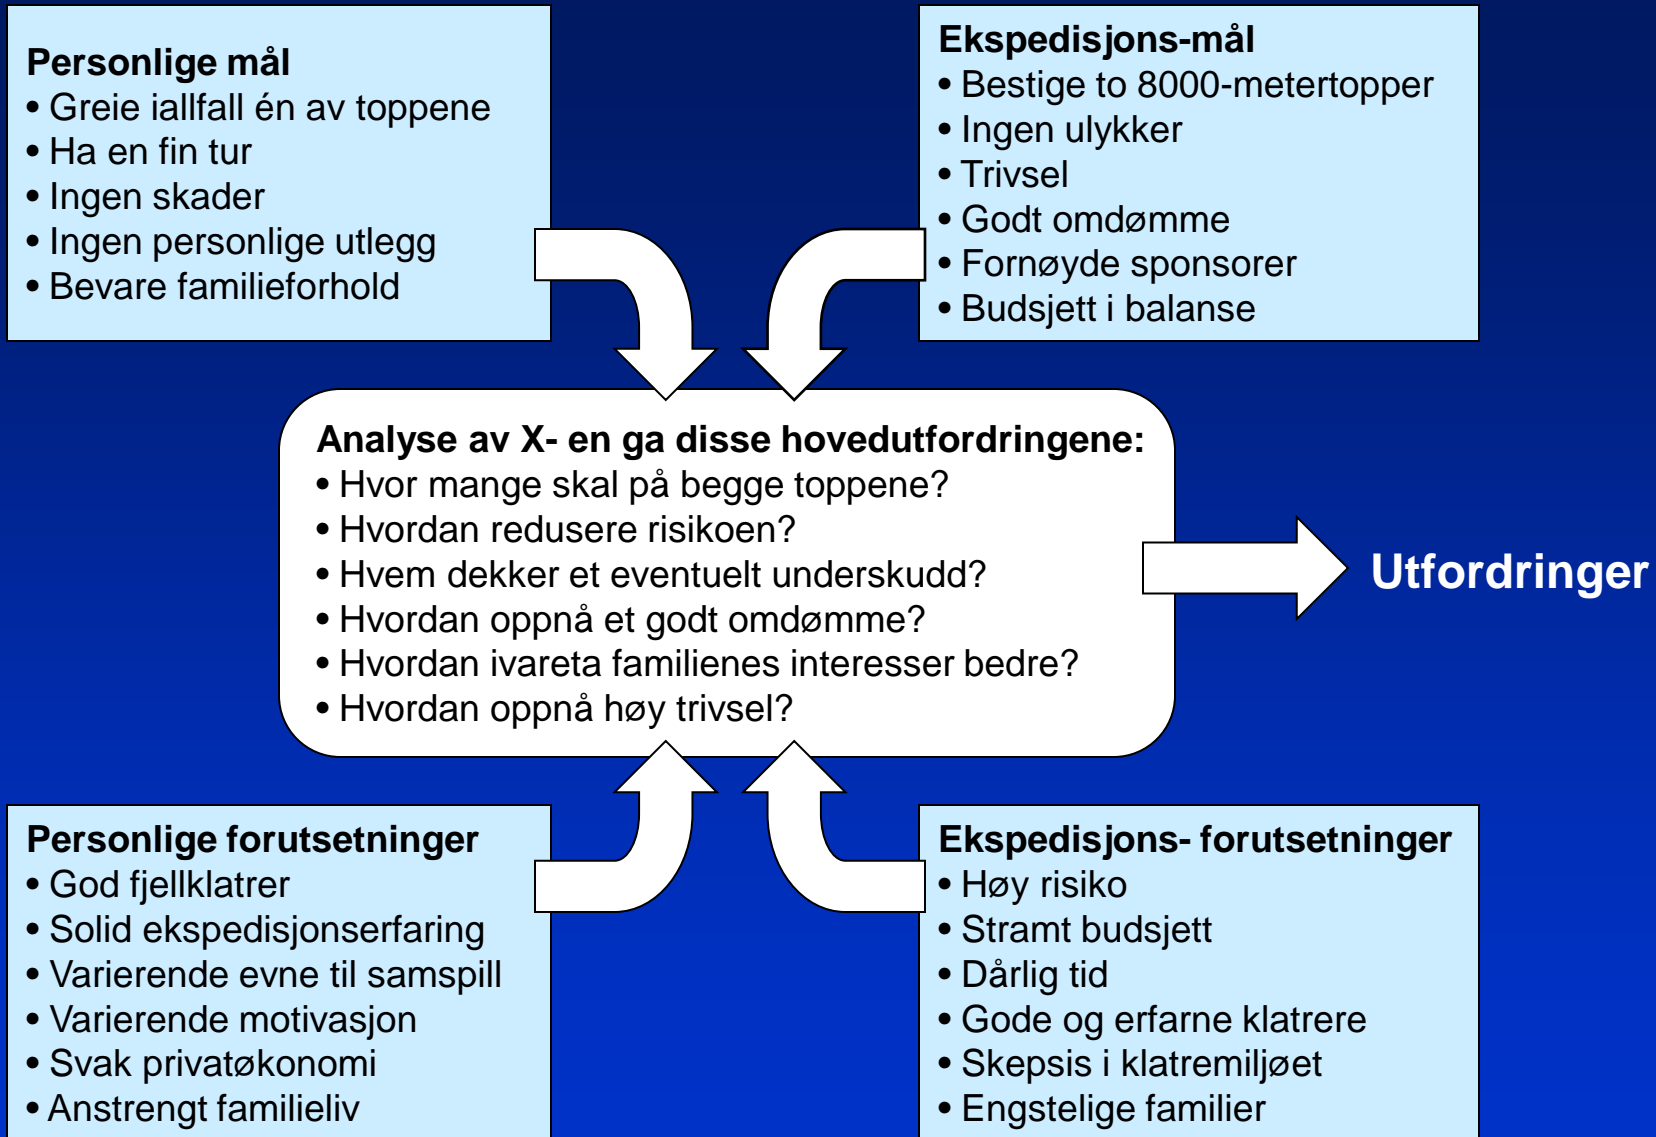 Personlige mål
• Greie iallfall én av toppene
• Ha en fin tur
• Ingen skader
• Ingen personlige utlegg
• Bevare familieforhold
Ekspedisjons-mål
• Bestige to 8000-metertopper
• Ingen ulykker
• Trivsel
• Godt omdømme
• Fornøyde sponsorer
• Budsjett i balanse
Analyse av X- en ga disse hovedutfordringene:
• Hvor mange skal på begge toppene?
• Hvordan redusere risikoen?
• Hvem dekker et eventuelt underskudd?
• Hvordan oppnå et godt omdømme?
• Hvordan ivareta familienes interesser bedre?
• Hvordan oppnå høy trivsel?
Utfordringer
Personlige forutsetninger
• God fjellklatrer
• Solid ekspedisjonserfaring
• Varierende evne til samspill
• Varierende motivasjon
• Svak privatøkonomi
• Anstrengt familieliv
Ekspedisjons- forutsetninger
• Høy risiko
• Stramt budsjett
• Dårlig tid
• Gode og erfarne klatrere
• Skepsis i klatremiljøet
• Engstelige familier